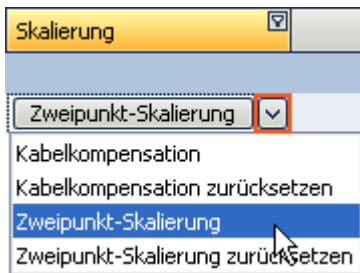 Skalierung
Zweipunkt-Skalierung
Kabelkompensation
Kabelkompensation zurücksetzen
Zweipunkt-Skalierung
Zweipunkt-Skalierung zurücksetzen